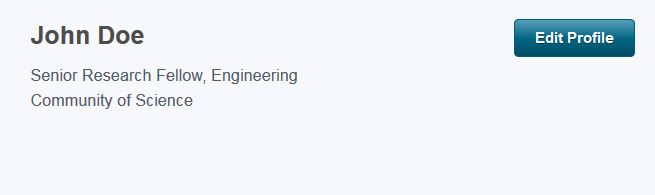 John Doe
Edit Profile
Senior Research Fellow, Engineering
Community of Science